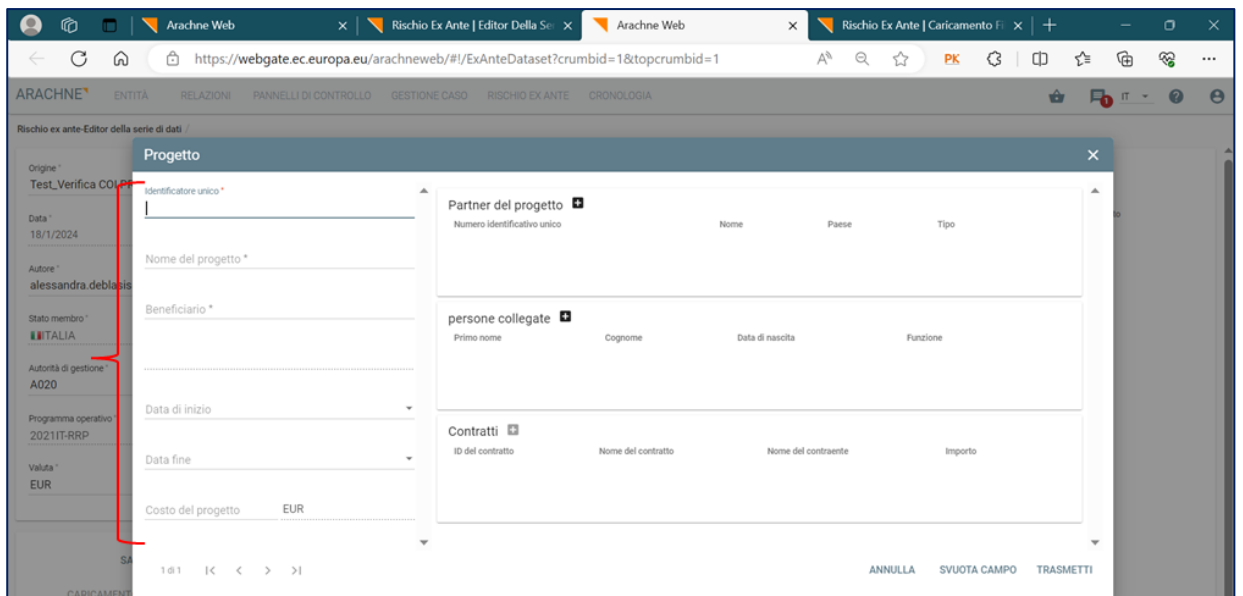 Arachne Web
Rischio Ex Ante | Editor Della Se
Arachne Web
Rischio Ex Ante | Caricamento Fi
https://webgate.ec.europa.eu/arachneweb/#!/ExAnteDataset?crumbid=1&topcrumbid=1
PK
ARACHNE ENTITÀ RELAZIONI PANNELLI DI CONTROLLO GESTIONE CASO RISCHIO EX ANTE CRONOLOGIA 1 IT
Rischio ex ante-Editor della serie di dati /
Origine *
Test_Verifica COLPR
Data *
18/1/2024
Autore *
alessandra.deblasis
Stato membro *
ITALIA
Autorità di gestione *
A020
Programma operativo *
2021IT-RRP
Valuta *
EUR
SA
CARICAMENT
to
Progetto
Identificatore unico *
Nome del progetto *
Beneficiario *
Data di inizio
Data fine
Costo del progetto EUR
1 di 1
Partner del progetto
Numero identificativo unico Nome Paese Tipo
persone collegate
Primo nome Cognome Data di nascita Funzione
Contratti
ID del contratto Nome del contratto Nome del contraente Importo
ANNULLA SVUOTA CAMPO TRASMETTI